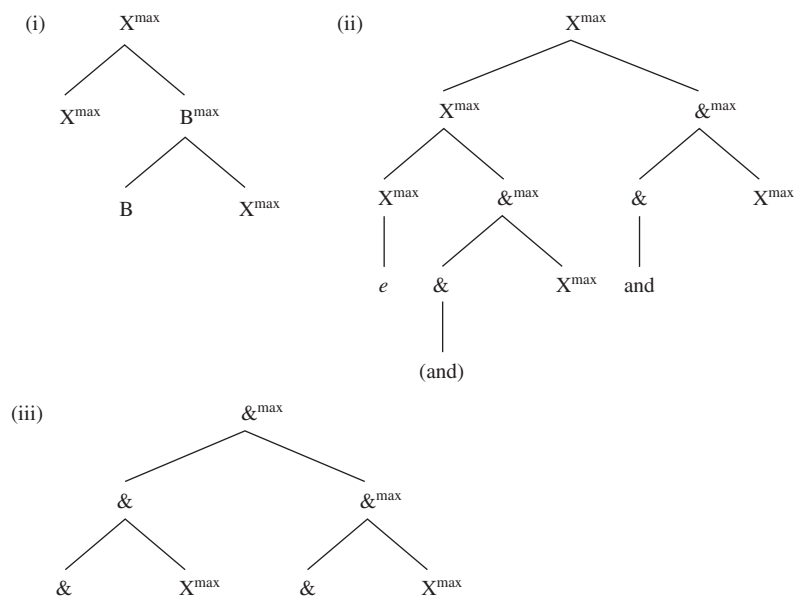 (i) X^max (ii) X^max
X^max B^max X^max &^max
B X^max X^max &^max & X^max
e & X^max and
(and)
(iii) &^max
& &^max
& X^max & X^max